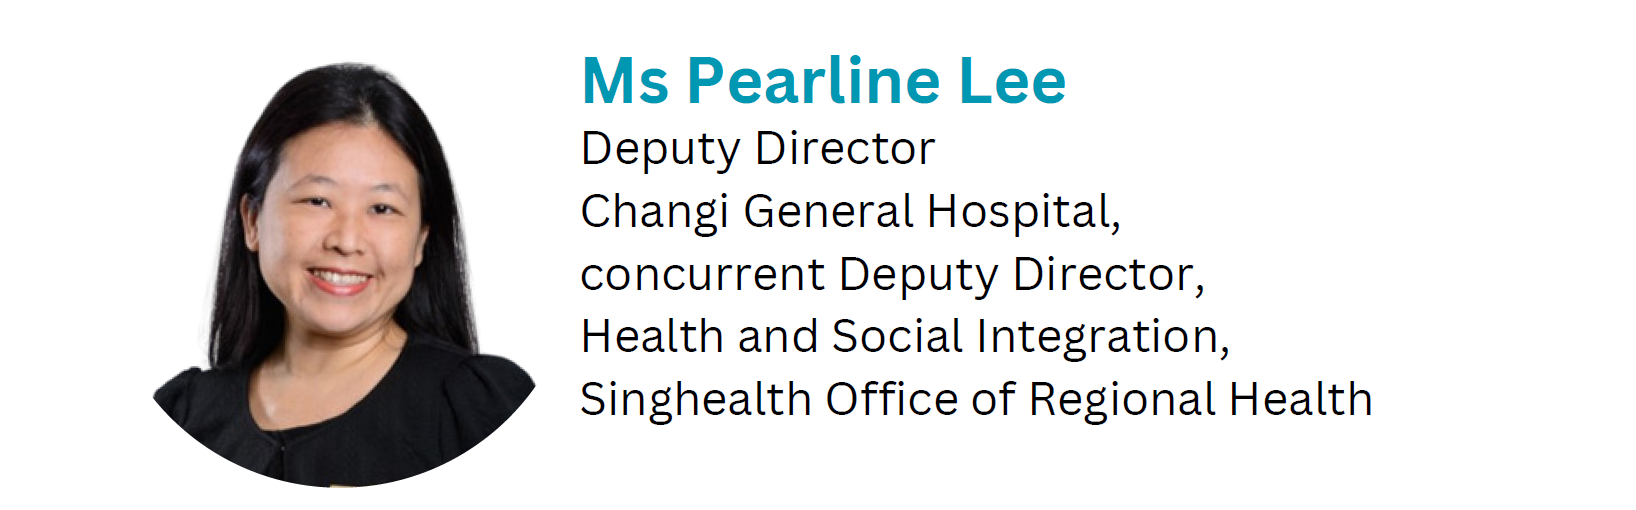 Ms Pearline Lee
Deputy Director
Changi General Hospital,
concurrent Deputy Director,
Health and Social Integration,
Singhealth Office of Regional Health